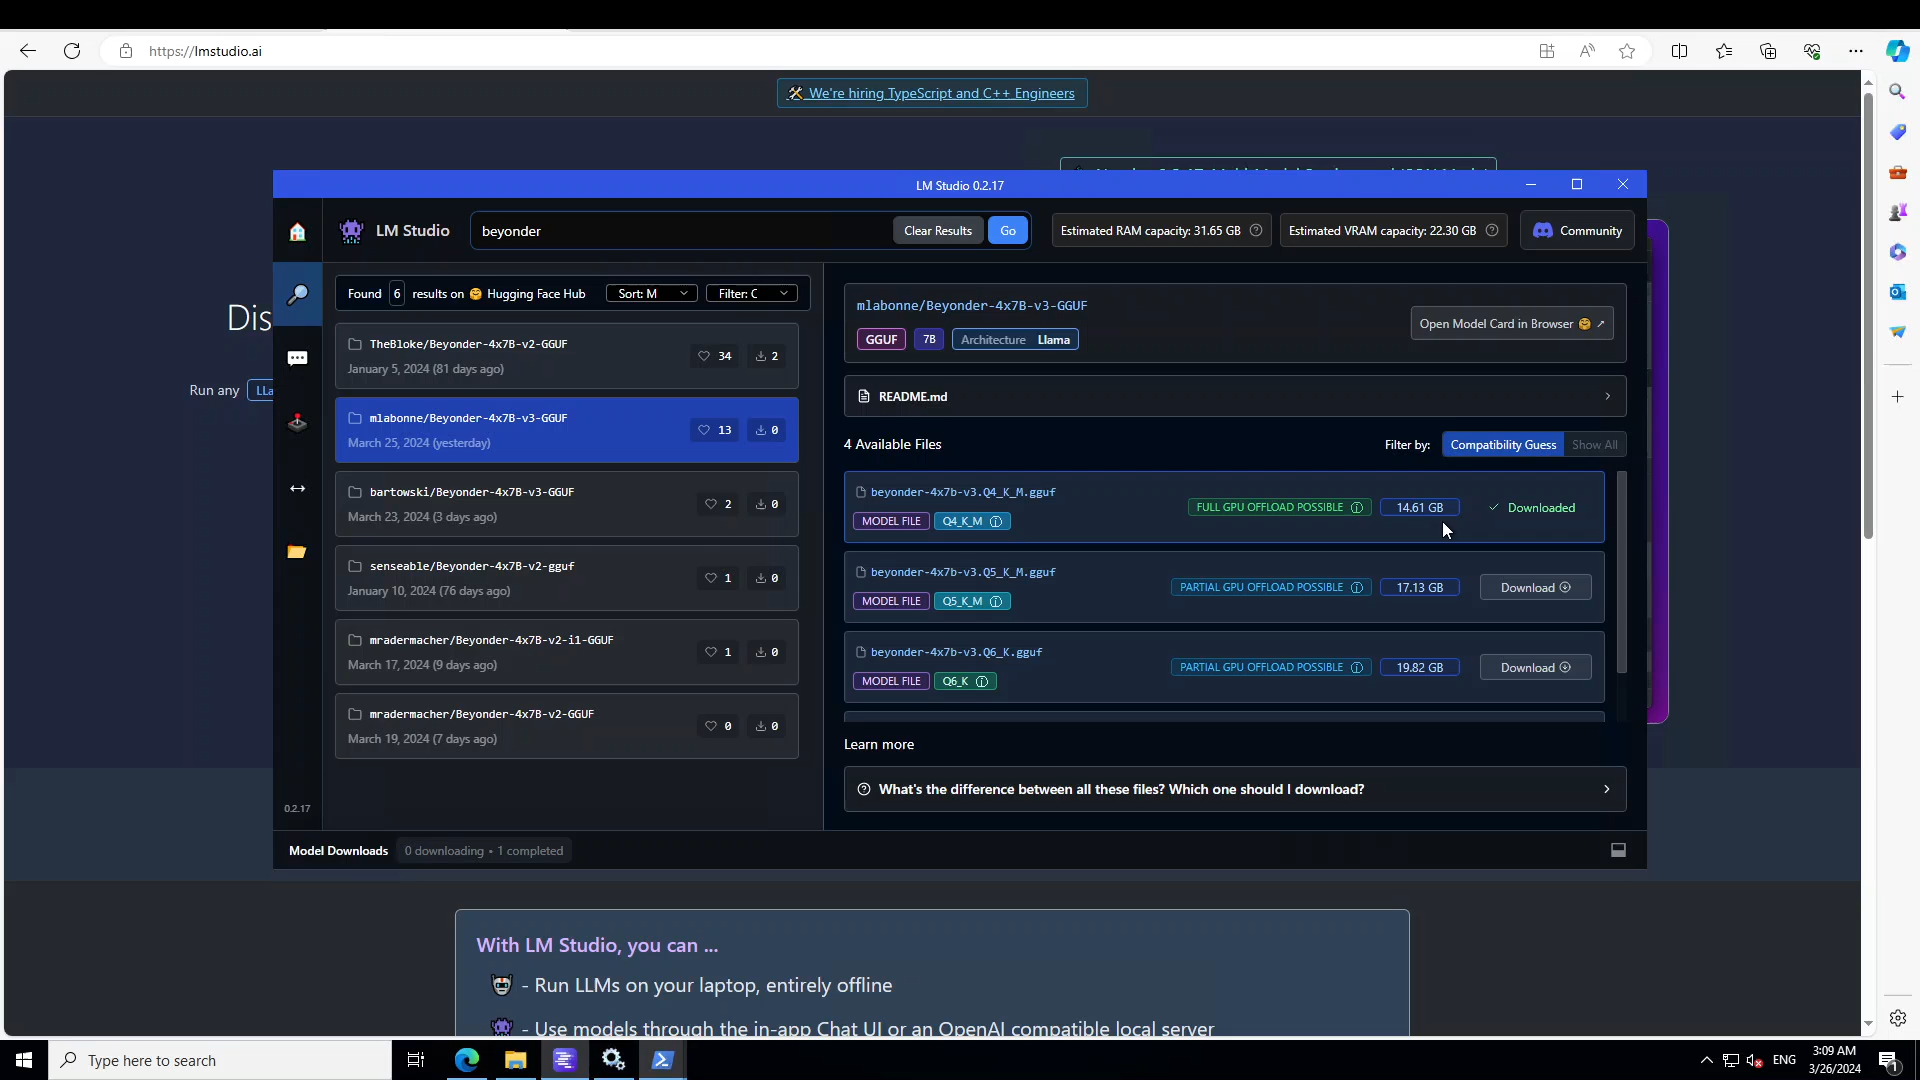 https://lmstudio.ai
We're hiring TypeScript and C++ Engineers
LM Studio 0.2.17
LM Studio
beyonder
Clear Results
Go
Estimated RAM capacity: 31.65 GB
Estimated VRAM capacity: 22.30 GB
Community
Found 6 results on Hugging Face Hub
Sort: M
Filter: C
Dis
Run any LLa
TheBloke/Beyonder-4x7B-v2-GGUF
34 2
January 5, 2024 (81 days ago)
mlabonne/Beyonder-4x7B-v3-GGUF
13 0
March 25, 2024 (yesterday)
bartowski/Beyonder-4x7B-v3-GGUF
2 0
March 23, 2024 (3 days ago)
senseable/Beyonder-4x7B-v2-gguf
1 0
January 10, 2024 (76 days ago)
mradermacher/Beyonder-4x7B-v2-i1-GGUF
1 0
March 17, 2024 (9 days ago)
mradermacher/Beyonder-4x7B-v2-GGUF
0 0
March 19, 2024 (7 days ago)
0.2.17
mlabonne/Beyonder-4x7B-v3-GGUF
GGUF 7B Architecture Llama
Open Model Card in Browser
README.md
4 Available Files
Filter by: Compatibility Guess Show All
beyonder-4x7b-v3.Q4_K_M.gguf
MODEL FILE Q4_K_M
FULL GPU OFFLOAD POSSIBLE 14.61 GB Downloaded
beyonder-4x7b-v3.Q5_K_M.gguf
MODEL FILE Q5_K_M
PARTIAL GPU OFFLOAD POSSIBLE 17.13 GB Download
beyonder-4x7b-v3.Q6_K.gguf
MODEL FILE Q6_K
PARTIAL GPU OFFLOAD POSSIBLE 19.82 GB Download
Learn more
What's the difference between all these files? Which one should I download?
Model Downloads 0 downloading • 1 completed
With LM Studio, you can ...
- Run LLMs on your laptop, entirely offline
- Use models through the in-app Chat UI or an OpenAI compatible local server
Type here to search
ENG
3:09 AM
3/26/2024
1